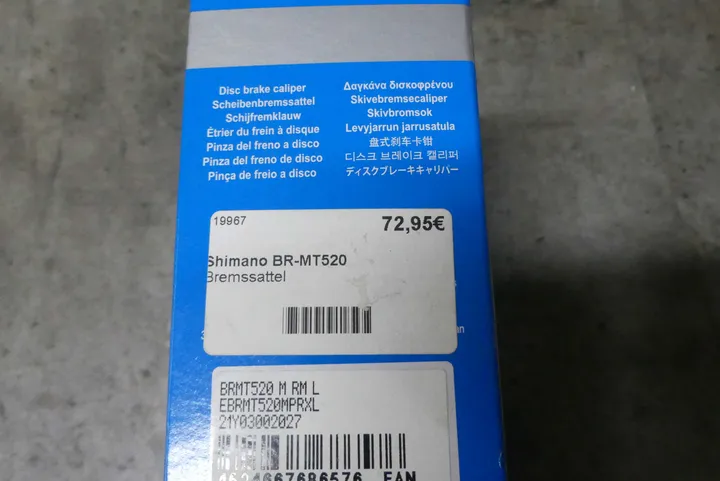 Disc brake caliper
Scheibenbremssattel
Schijfremklauw
Étrier du frein à disque
Pinza del freno a disco
Pinza del freno de disco
Pinça de freio a disco
Δαγκάνα δισκοφρένου
Skivebremsecaliper
Skivbromsok
Levyjarrun jarrusatula
盘式刹车卡钳
디스크 브레이크 캘리퍼
ディスクブレーキキャリパー
19967
72,95€
Shimano BR-MT520
Bremssattel
BRMT520 M RM L
EBRMT520MPRXL
21Y03002027
4524667686576 EAN